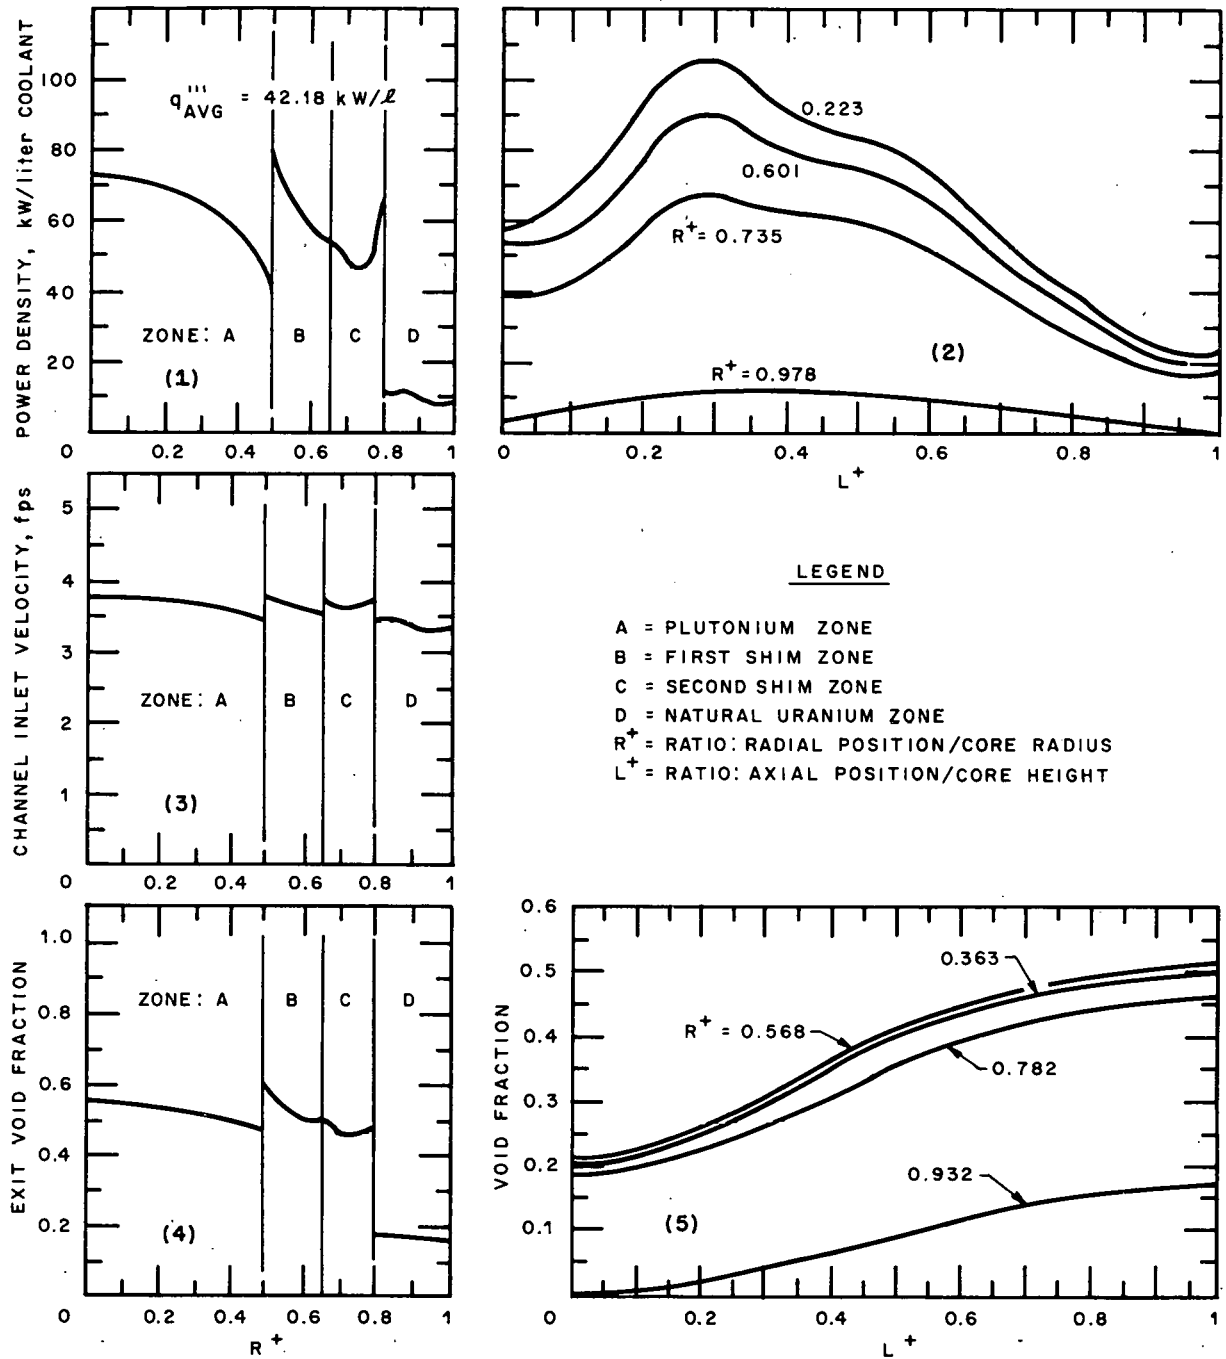 POWER DENSITY, kW/liter COOLANT
100
80
60
40
20
0
q'''AVG = 42.18 kW/ℓ
ZONE: A B C D
(1)
0.2 0.4 0.6 0.8 1
0.223
0.601
R+ = 0.735
(2)
R+ = 0.978
0 0.2 0.4 0.6 0.8 1
L+
CHANNEL INLET VELOCITY, fps
5
4
3
2
1
0
ZONE: A B C D
(3)
0.2 0.4 0.6 0.8 1
LEGEND
A = PLUTONIUM ZONE
B = FIRST SHIM ZONE
C = SECOND SHIM ZONE
D = NATURAL URANIUM ZONE
R+ = RATIO: RADIAL POSITION/CORE RADIUS
L+ = RATIO: AXIAL POSITION/CORE HEIGHT
EXIT VOID FRACTION
1.0
0.8
0.6
0.4
0.2
0
ZONE: A B C D
(4)
0.2 0.4 0.6 0.8 1
R+
VOID FRACTION
0.6
0.5
0.4
0.3
0.2
0.1
0.363
R+ = 0.568
0.782
0.932
(5)
0 0.2 0.4 0.6 0.8 1
L+